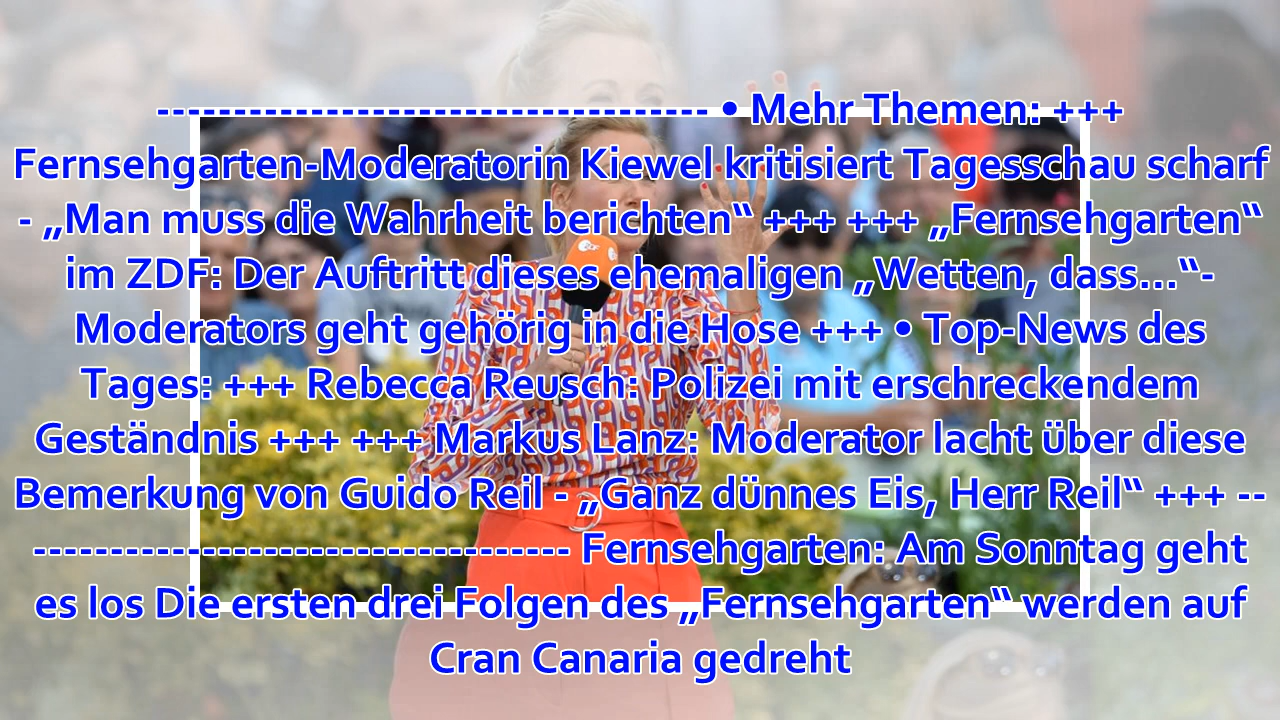 ------------------------------------ • Mehr Themen: +++
Fernsehgarten-Moderatorin Kiewel kritisiert Tagesschau scharf
- „Man muss die Wahrheit berichten“ +++ +++ „Fernsehgarten“
im ZDF: Der Auftritt dieses ehemaligen „Wetten, dass...“-
Moderators geht gehörig in die Hose +++ • Top-News des
Tages: +++ Rebecca Reusch: Polizei mit erschreckendem
Geständnis +++ +++ Markus Lanz: Moderator lacht über diese
Bemerkung von Guido Reil - „Ganz dünnes Eis, Herr Reil“ +++ --
----------------------------------- Fernsehgarten: Am Sonntag geht
es los Die ersten drei Folgen des „Fernsehgarten“ werden auf
Cran Canaria gedreht